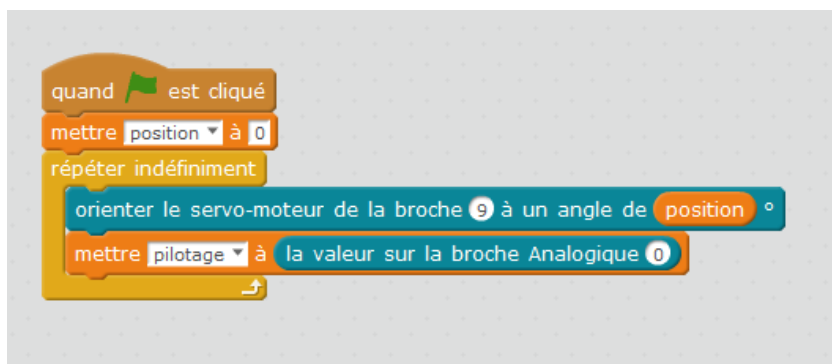 quand est cliqué
mettre position à 0
répéter indéfiniment
orienter le servo-moteur de la broche 9 à un angle de position °
mettre pilotage à la valeur sur la broche Analogique 0